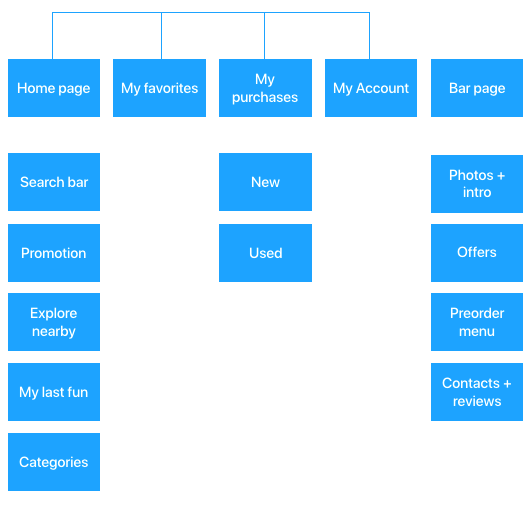 Home page
My favorites
My
purchases
My Account
Bar page
Search bar
New
Photos +
intro
Promotion
Used
Offers
Explore
nearby
Preorder
menu
My last fun
Contacts +
reviews
Categories